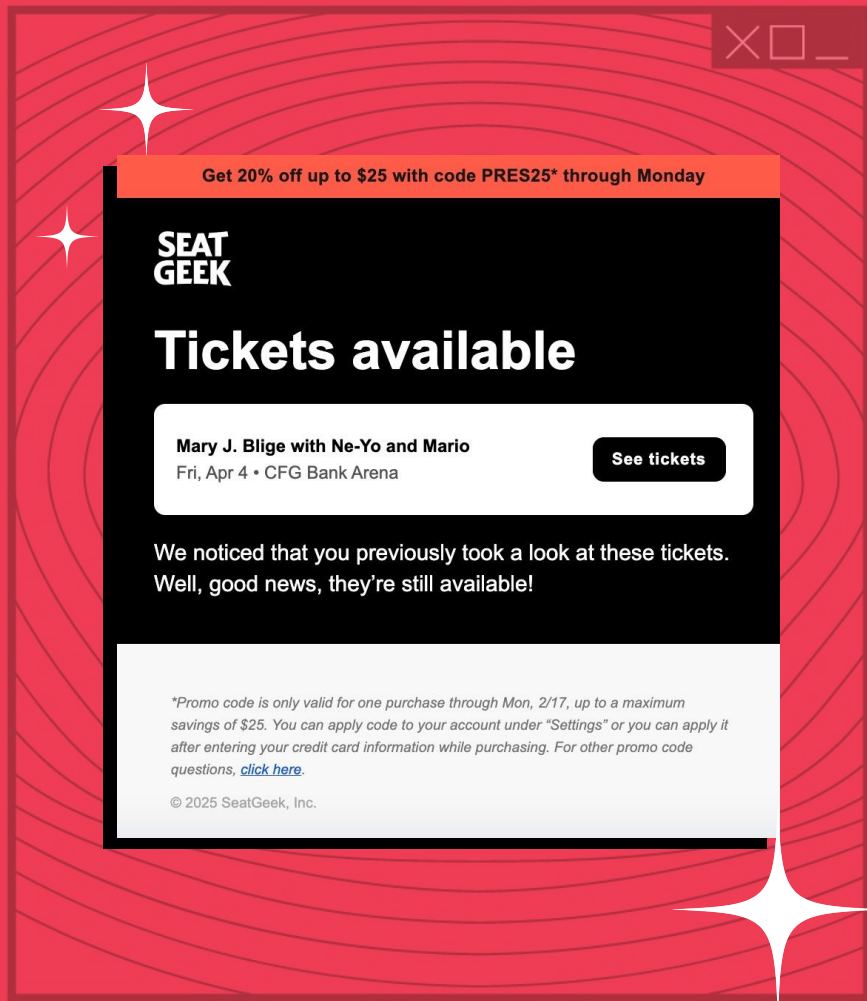 Get 20% off up to $25 with code PRES25* through Monday
SEAT
GEEK
Tickets available
Mary J. Blige with Ne-Yo and Mario
Fri, Apr 4 • CFG Bank Arena
See tickets
We noticed that you previously took a look at these tickets.
Well, good news, they’re still available!
*Promo code is only valid for one purchase through Mon, 2/17, up to a maximum
savings of $25. You can apply code to your account under “Settings” or you can apply it
after entering your credit card information while purchasing. For other promo code
questions, click here.
© 2025 SeatGeek, Inc.